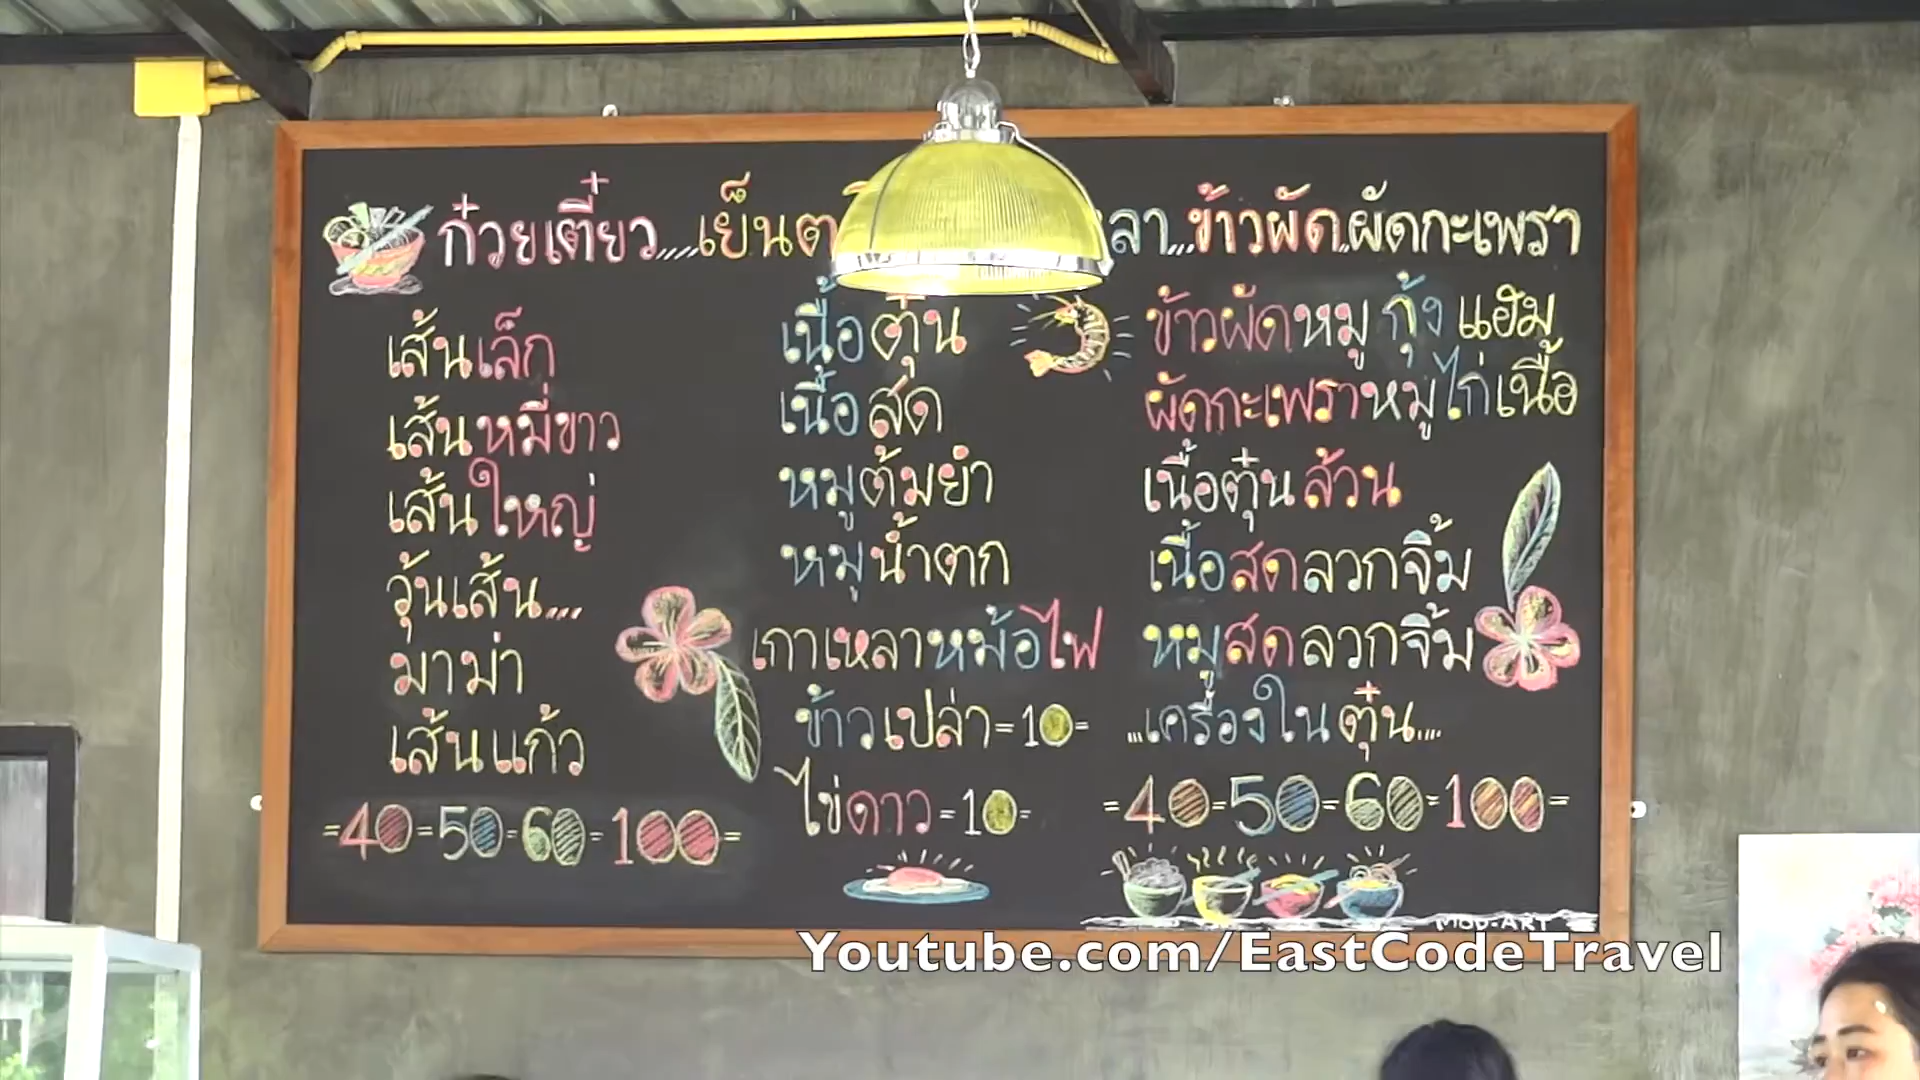 ก๋วยเตี๋ยว....เย็นต ลา...ข้าวผัด..ผัดกะเพรา
เส้นเล็ก
เส้นหมี่ขาว
เส้นใหญ่
วุ้นเส้น....
มาม่า
เส้นแก้ว
=40=50=60=100=
เนื้อตุ๋น
เนื้อสด
หมูต้มยำ
หมูน้ำตก
เกาเหลาหม้อไฟ
ข้าวเปล่า=10=
ไข่ดาว=10=
ข้าวผัดหมู กุ้ง แฮม
ผัดกะเพราหมูไก่เนื้อ
เนื้อตุ๋นล้วน
เนื้อสดลวกจิ้ม
หมูสดลวกจิ้ม
...เครื่องในตุ๋น....
=40=50=60=100=
MOD-ART
Youtube.com/EastCodeTravel